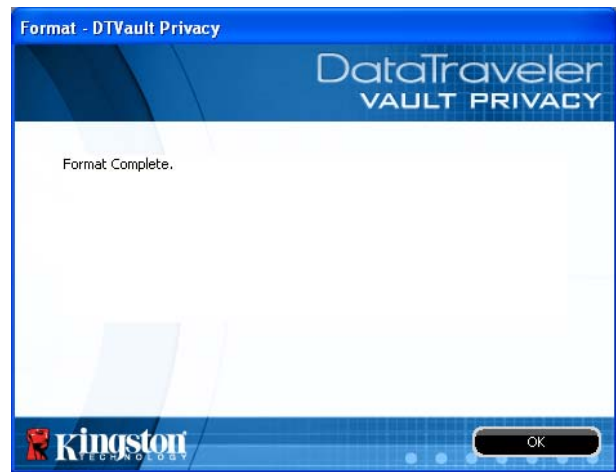 Format - DTVault Privacy
DataTraveler
VAULT PRIVACY
Format Complete.
Kingston
TECHNOLOGY
OK